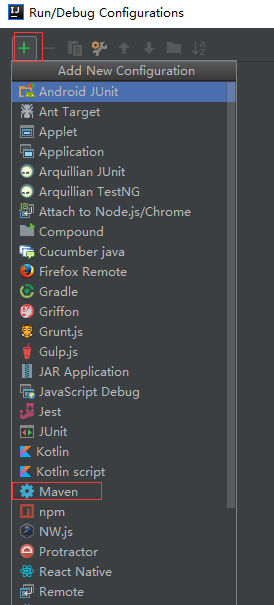 Run/Debug Configurations
Add New Configuration
Android JUnit
Ant Target
Applet
Application
Arquillian JUnit
Arquillian TestNG
Attach to Node.js/Chrome
Compound
Cucumber java
Firefox Remote
Gradle
Griffon
Grunt.js
Gulp.js
JAR Application
JavaScript Debug
Jest
JUnit
Kotlin
Kotlin script
Maven
npm
NW.js
Protractor
React Native
Remote